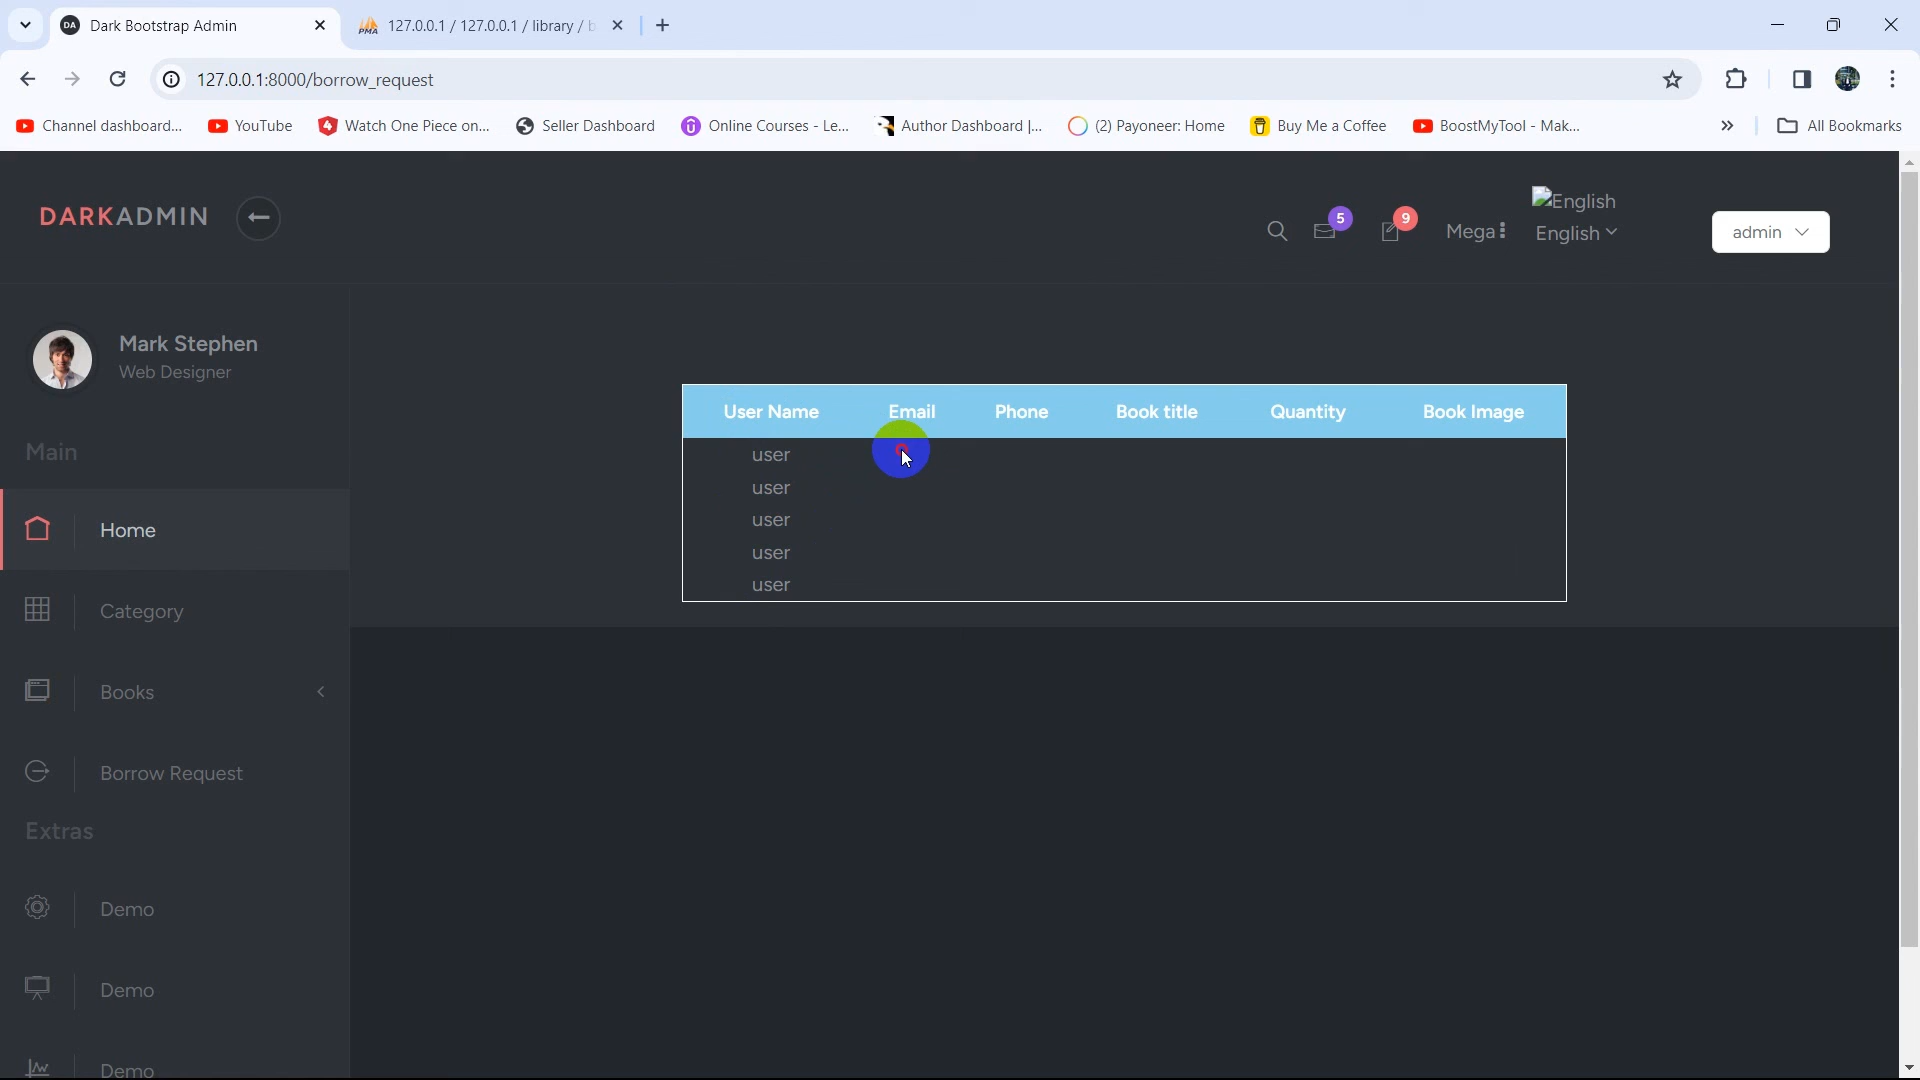 DA Dark Bootstrap Admin
PMA 127.0.0.1 / 127.0.0.1 / library / b
127.0.0.1:8000/borrow_request
Channel dashboard... YouTube Watch One Piece on... Seller Dashboard Online Courses - Le... Author Dashboard |... (2) Payoneer: Home Buy Me a Coffee BoostMyTool - Mak... All Bookmarks
DARKADMIN
5 9 Mega English
English
admin
Mark Stephen
Web Designer
Main
Home
Category
Books
Borrow Request
Extras
Demo
Demo
Demo
User Name Email Phone Book title Quantity Book Image
user
user
user
user
user